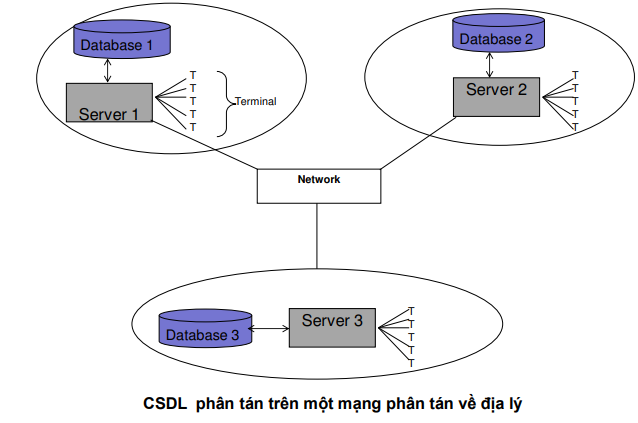 Database 1
Server 1
T
T
T
T
T
Terminal
Database 2
Server 2
T
T
T
T
T
Network
Database 3
Server 3
T
T
T
T
T
CSDL phân tán trên một mạng phân tán về địa lý